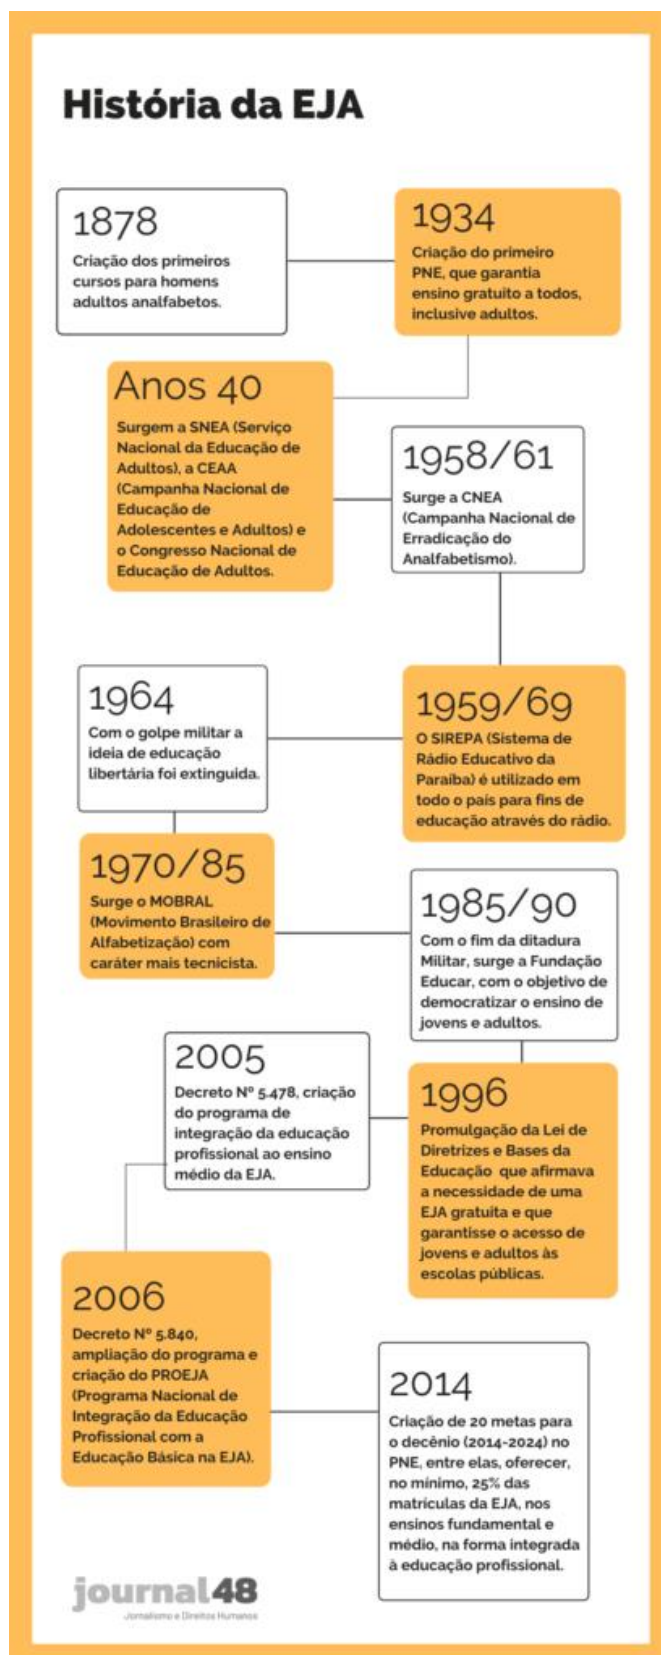 História da EJA
1878
Criação dos primeiros
cursos para homens
adultos analfabetos.
1934
Criação do primeiro
PNE, que garantia
ensino gratuito a todos,
inclusive adultos.
Anos 40
Surgem a SNEA (Serviço
Nacional da Educação de
Adultos), a CEAA
(Campanha Nacional de
Educação de
Adolescentes e Adultos) e
o Congresso Nacional de
Educação de Adultos.
1958/61
Surge a CNEA
(Campanha Nacional de
Erradicação do
Analfabetismo).
1959/69
O SIREPA (Sistema de
Rádio Educativo da
Paraíba) é utilizado em
todo o país para fins de
educação através do rádio.
1964
Com o golpe militar a
ideia de educação
libertária foi extinguida.
1970/85
Surge o MOBRAL
(Movimento Brasileiro de
Alfabetização) com
caráter mais tecnicista.
1985/90
Com o fim da ditadura
Militar, surge a Fundação
Educar, com o objetivo de
democratizar o ensino de
jovens e adultos.
1996
Promulgação da Lei de
Diretrizes e Bases da
Educação que afirmava
a necessidade de uma
EJA gratuita e que
garantisse o acesso de
jovens e adultos às
escolas públicas.
2005
Decreto Nº 5.478, criação
do programa de
integração da educação
profissional ao ensino
médio da EJA.
2006
Decreto Nº 5.840,
ampliação do programa e
criação do PROEJA
(Programa Nacional de
Integração da Educação
Profissional com a
Educação Básica na EJA).
2014
Criação de 20 metas para
o decênio (2014-2024) no
PNE, entre elas, oferecer,
no mínimo, 25% das
matrículas da EJA, nos
ensinos fundamental e
médio, na forma integrada
à educação profissional.
journal48
Jornalismo e Direitos Humanos